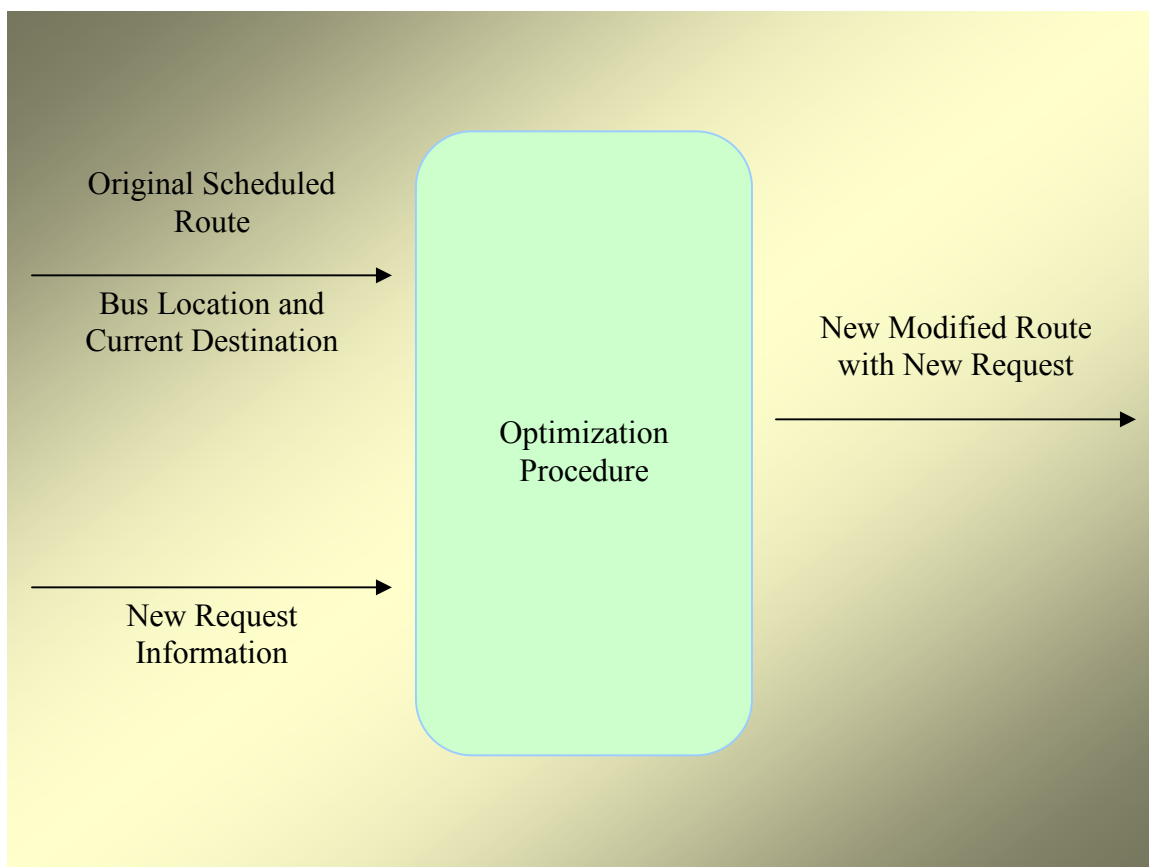 Original Scheduled
Route
Bus Location and
Current Destination
New Request
Information
Optimization
Procedure
New Modified Route
with New Request